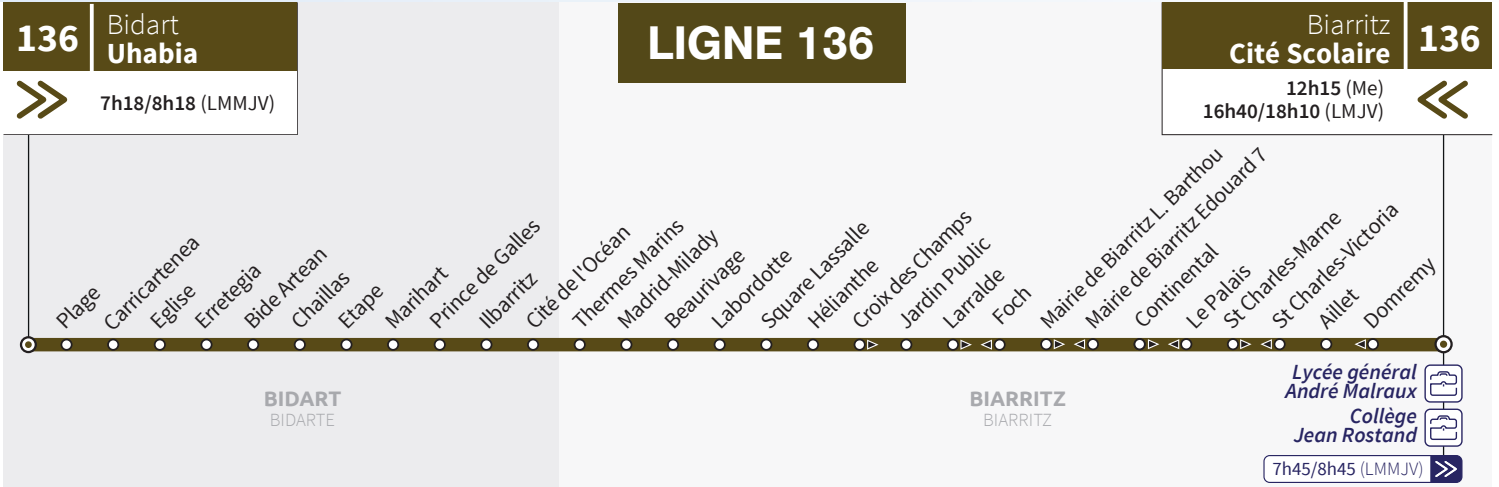 136
Bidart
Uhabia
7h18/8h18 (LMMJV)
LIGNE 136
Biarritz
Cité Scolaire
136
12h15 (Me)
16h40/18h10 (LMJV)
Plage
Carricartenea
Eglise
Erretegia
Bide Artean
Chaillas
Etape
Marihart
Prince de Galles
Ilbarritz
Cité de l'Océan
Thermes Marins
Madrid-Milady
Beaurivage
Labordotte
Square Lassalle
Hélianthe
Croix des Champs
Jardin Public
Larralde
Foch
Mairie de Biarritz L. Barthou
Mairie de Biarritz Edouard 7
Continental
Le Palais
St Charles-Marne
St Charles-Victoria
Aillet
Domremy
BIDART
BIDARTE
BIARRITZ
BIARRITZ
Lycée général
André Malraux
Collège
Jean Rostand
7h45/8h45 (LMMJV)